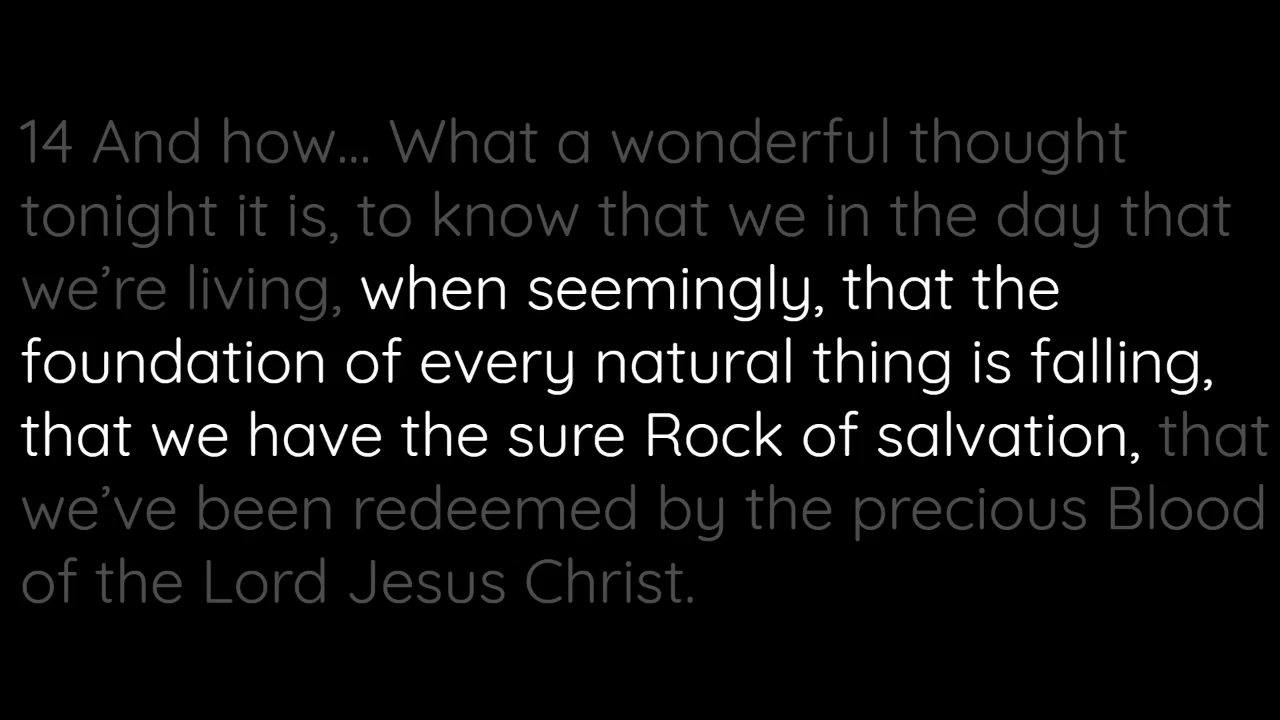 14 And how... What a wonderful thought
tonight it is, to know that we in the day that
we’re living, when seemingly, that the
foundation of every natural thing is falling,
that we have the sure Rock of salvation, that
we’ve been redeemed by the precious Blood
of the Lord Jesus Christ.